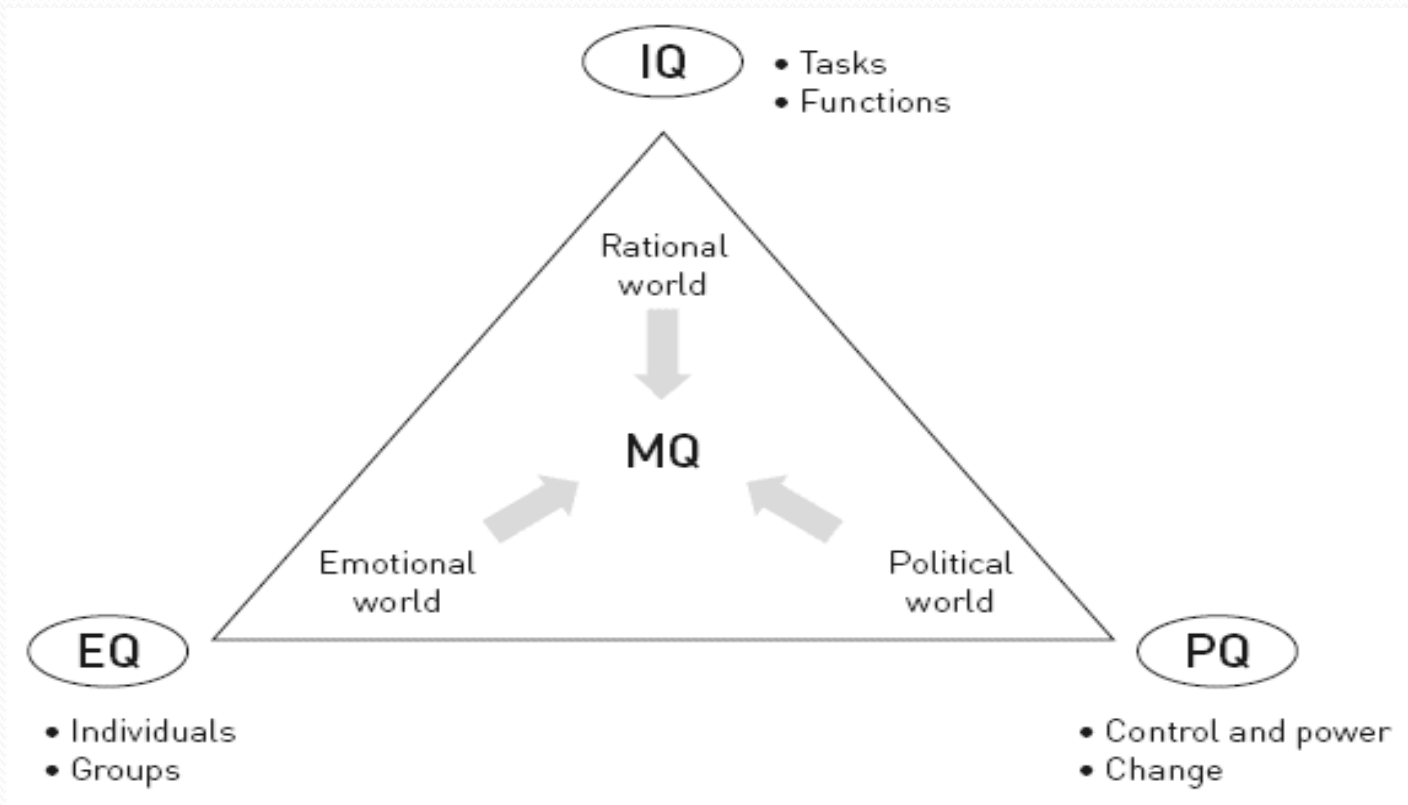 IQ
• Tasks
• Functions
Rational
world
MQ
Emotional
world
Political
world
EQ
• Individuals
• Groups
PQ
• Control and power
• Change